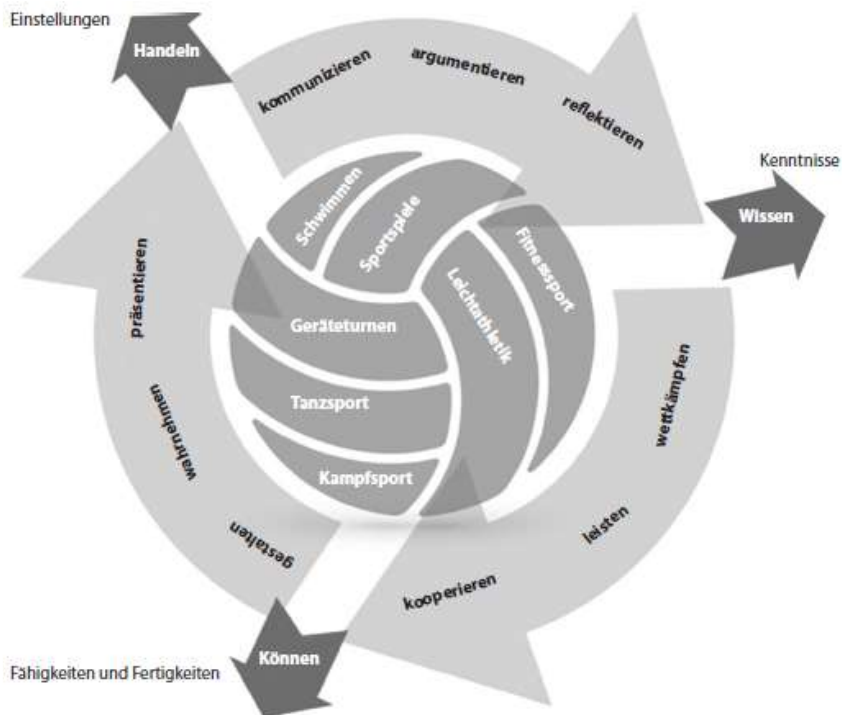 Einstellungen
Handeln
kommunizieren
argumentieren
reflektieren
Kenntnisse
Wissen
Schwimmen
Sportspiele
Fitnesssport
Leichtathletik
Geräteturnen
Tanzsport
Kampfsport
präsentieren
wahrnehmen
gestalten
wettkämpfen
leisten
kooperieren
Können
Fähigkeiten und Fertigkeiten